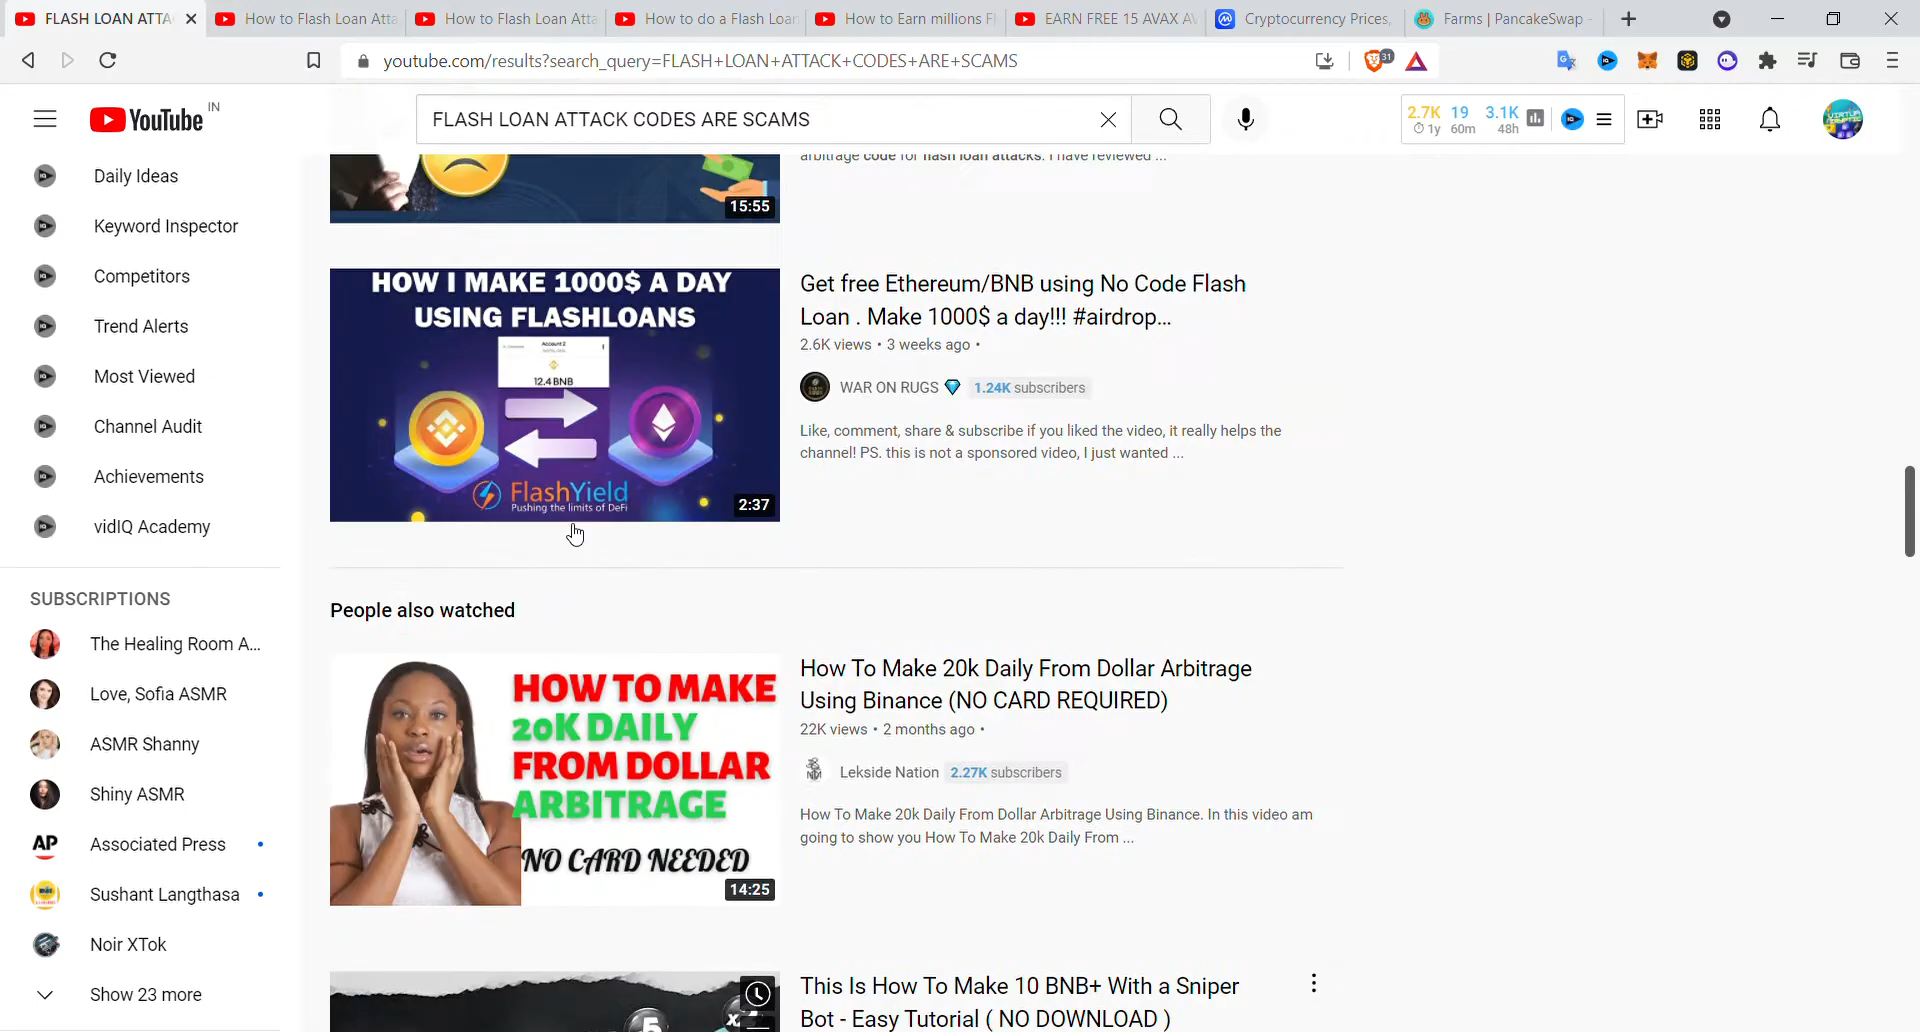 FLASH LOAN ATTA
How to Flash Loan Atta
How to Flash Loan Atta
How to do a Flash Loan
How to Earn millions F
EARN FREE 15 AVAX AV
Cryptocurrency Prices,
Farms | PancakeSwap -
youtube.com/results?search_query=FLASH+LOAN+ATTACK+CODES+ARE+SCAMS
31
YouTube IN
FLASH LOAN ATTACK CODES ARE SCAMS
2.7K 19 3.1K
1y 60m 48h
Daily Ideas
Keyword Inspector
Competitors
Trend Alerts
Most Viewed
Channel Audit
Achievements
vidIQ Academy
SUBSCRIPTIONS
The Healing Room A...
Love, Sofia ASMR
ASMR Shanny
Shiny ASMR
AP Associated Press
Sushant Langthasa
Noir XTok
Show 23 more
15:55
arbitrage code for flash loan attacks. I have reviewed ...
HOW I MAKE 1000$ A DAY
USING FLASHLOANS
Account 2
12.4 BNB
FlashYield
Pushing the limits of DeFi
2:37
Get free Ethereum/BNB using No Code Flash
Loan . Make 1000$ a day!!! #airdrop...
2.6K views • 3 weeks ago •
WAR ON RUGS 💎 1.24K subscribers
Like, comment, share & subscribe if you liked the video, it really helps the
channel! PS. this is not a sponsored video, I just wanted ...
People also watched
HOW TO MAKE
20K DAILY
FROM DOLLAR
ARBITRAGE
NO CARD NEEDED
14:25
How To Make 20k Daily From Dollar Arbitrage
Using Binance (NO CARD REQUIRED)
22K views • 2 months ago •
Lekside Nation 2.27K subscribers
How To Make 20k Daily From Dollar Arbitrage Using Binance. In this video am
going to show you How To Make 20k Daily From ...
This Is How To Make 10 BNB+ With a Sniper
Bot - Easy Tutorial ( NO DOWNLOAD )